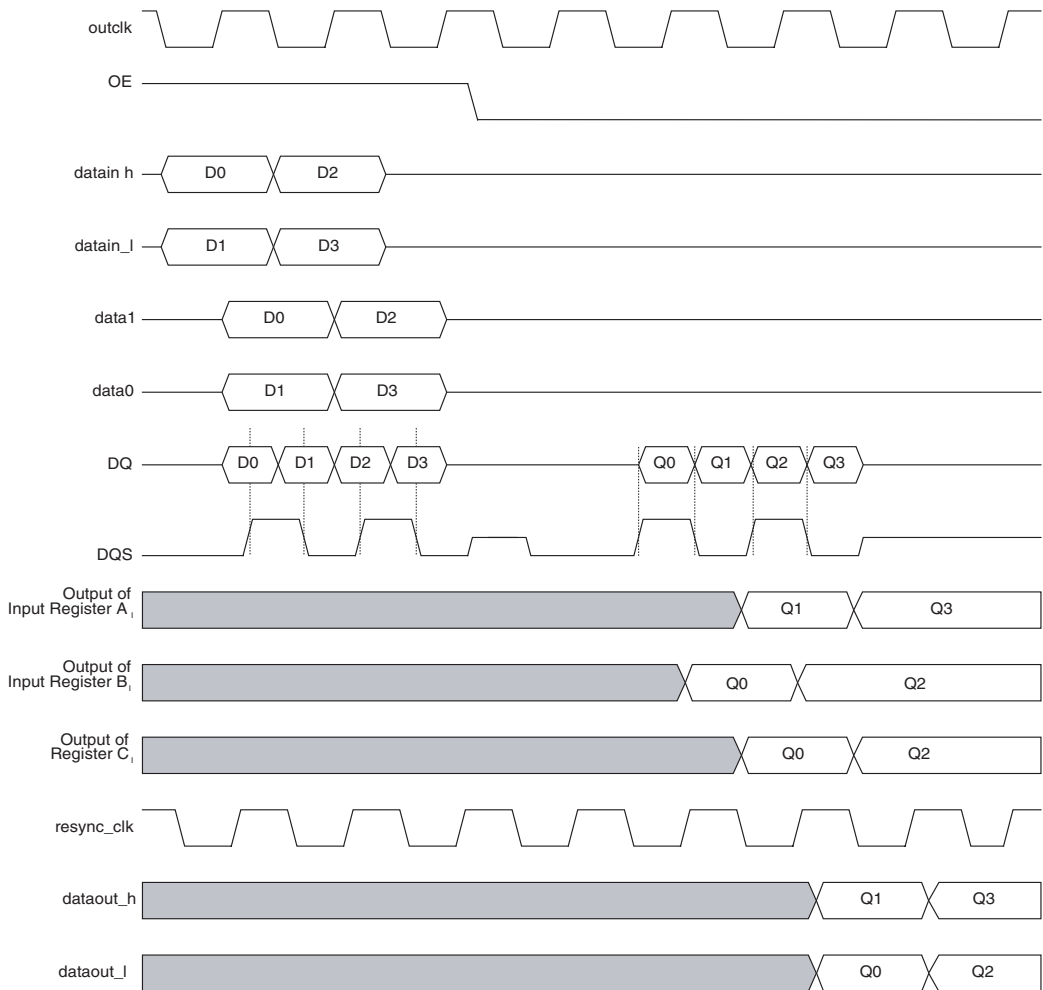 outclk
OE
datain h
D0 D2
datain_l
D1 D3
data1
D0 D2
data0
D1 D3
DQ
D0 D1 D2 D3 Q0 Q1 Q2 Q3
DQS
Output of
Input Register A I
Q1 Q3
Output of
Input Register B I
Q0 Q2
Output of
Register C I
Q0 Q2
resync_clk
dataout_h
Q1 Q3
dataout_l
Q0 Q2